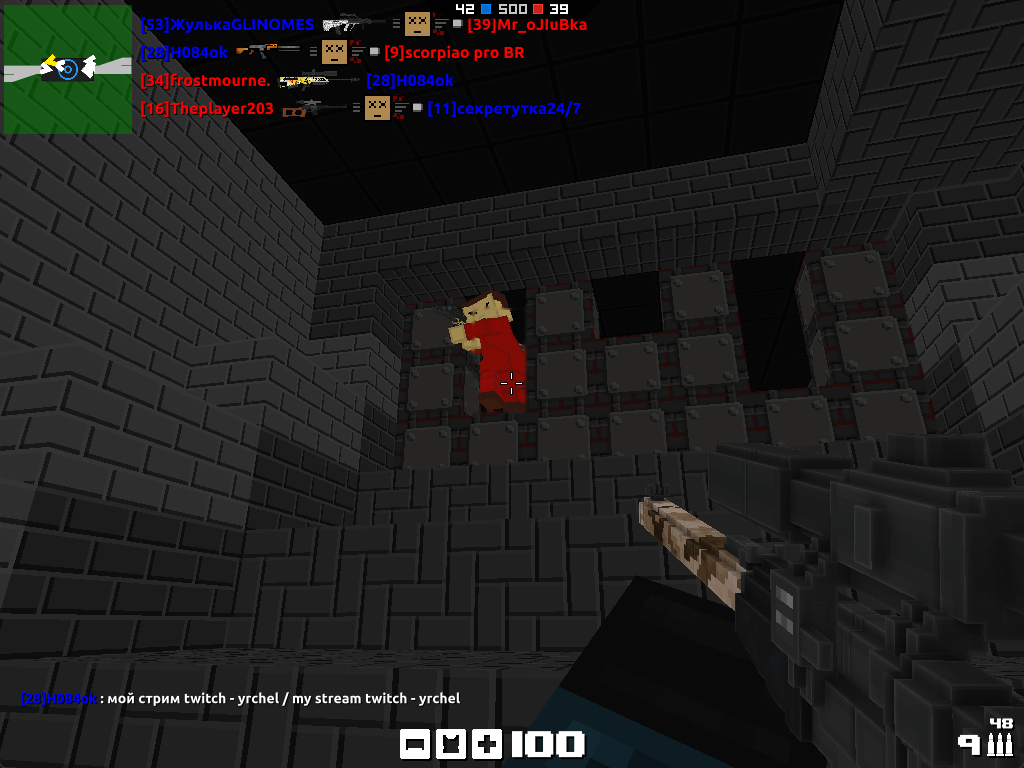 42 500 39
[53]ЖулькаGLINOMES [39]Mr_oJIuBka
[28]H084ok [9]scorpiao pro BR
[34]frostmourne. [28]H084ok
[16]Theplayer203 [11]секретутка24/7
[28]H084ok : мой стрим twitch - yrchel / my stream twitch - yrchel
100
48
9